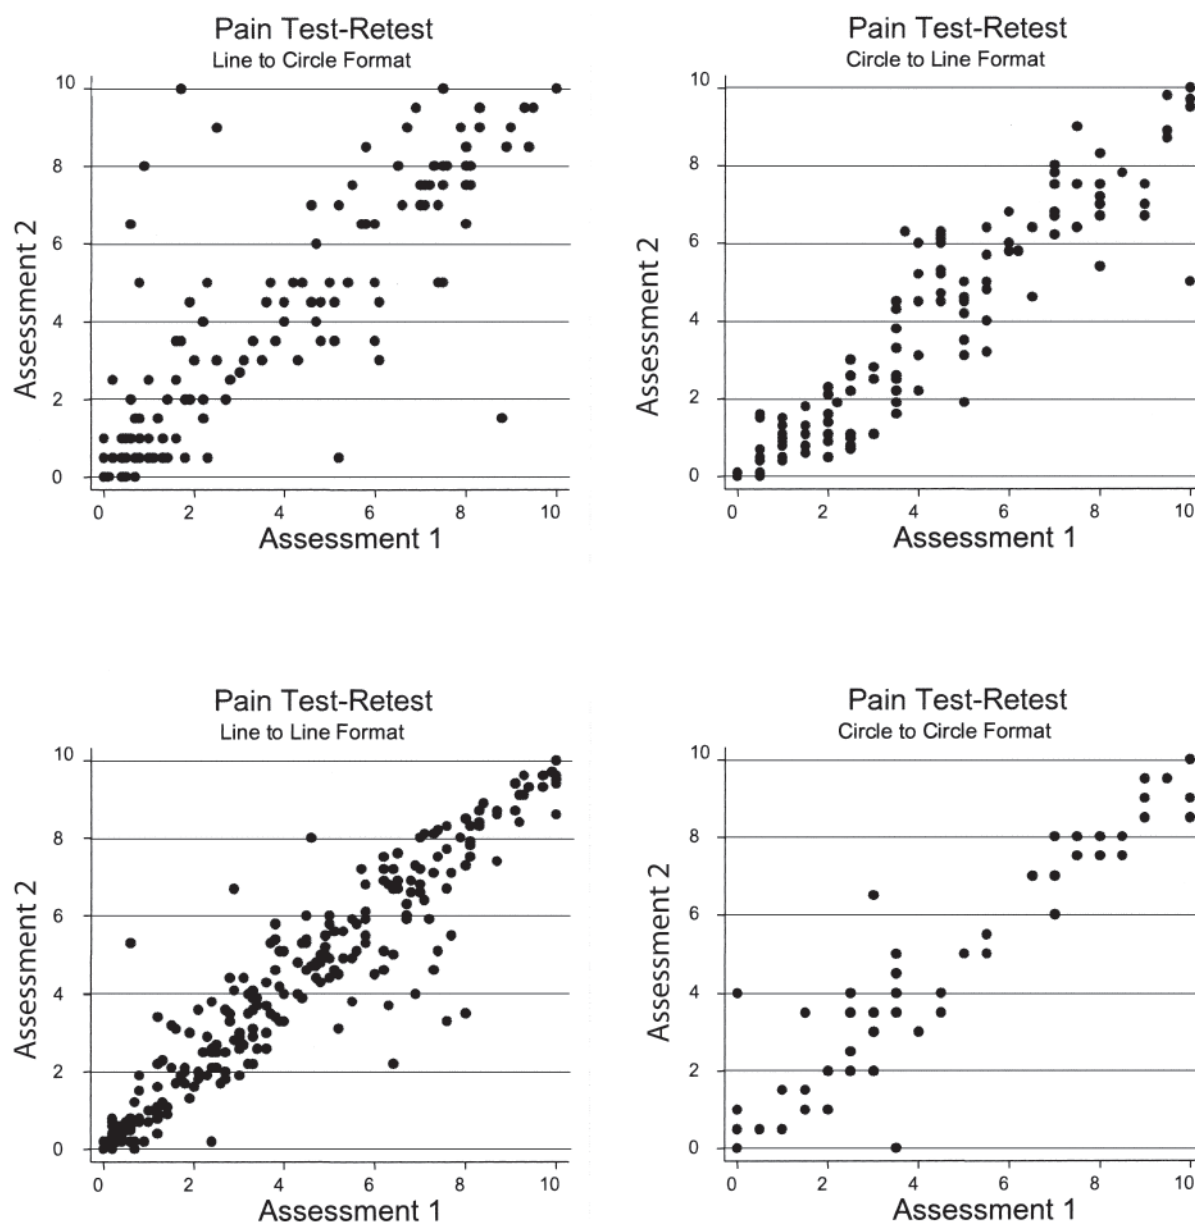 Pain Test-Retest
Line to Circle Format
10
8
6
4
2
0
Assessment 2
0 2 4 6 8 10
Assessment 1
Pain Test-Retest
Circle to Line Format
10
8
6
4
2
0
Assessment 2
0 2 4 6 8 10
Assessment 1
Pain Test-Retest
Line to Line Format
10
8
6
4
2
0
Assessment 2
0 2 4 6 8 10
Assessment 1
Pain Test-Retest
Circle to Circle Format
10
8
6
4
2
0
Assessment 2
0 2 4 6 8 10
Assessment 1